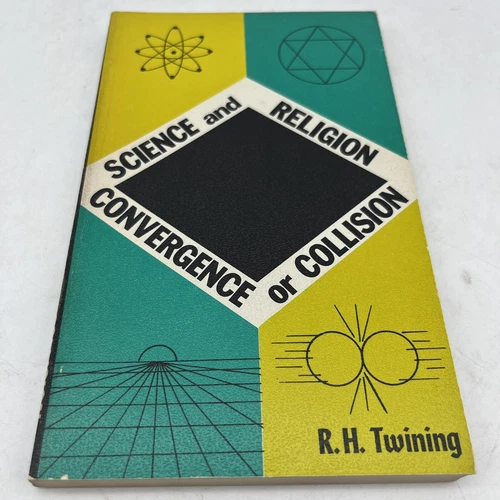 SCIENCE and
RELIGION
CONVERGENCE
or COLLISION
R. H. Twining